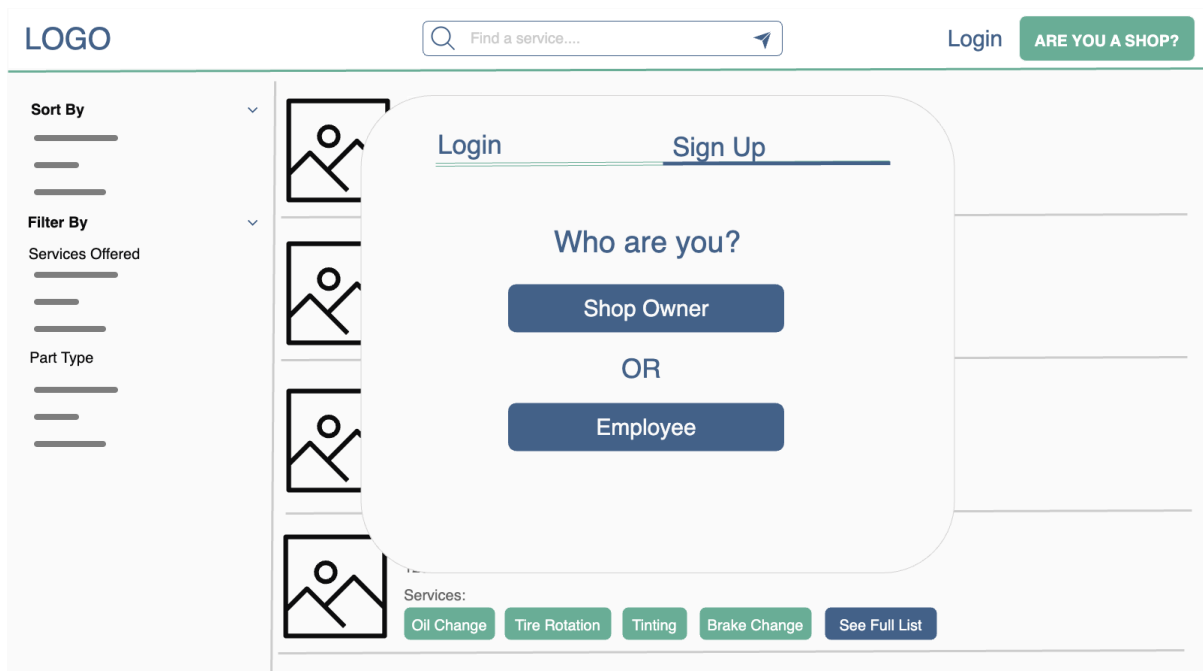 LOGO
Find a service....
Login
ARE YOU A SHOP?
Sort By
Filter By
Services Offered
Part Type
Login
Sign Up
Who are you?
Shop Owner
OR
Employee
Services:
Oil Change
Tire Rotation
Tinting
Brake Change
See Full List